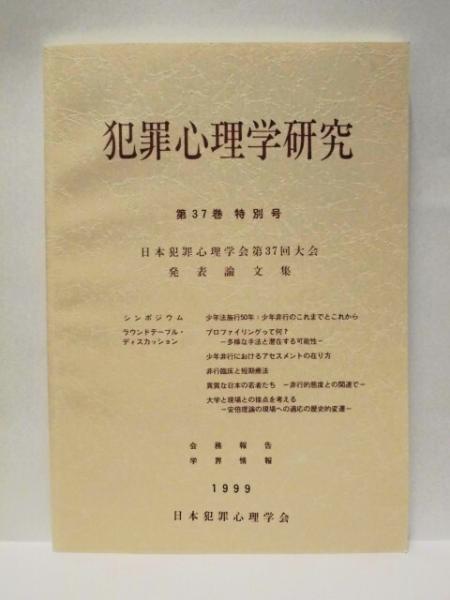 犯罪心理学研究
第37巻 特別号
日本犯罪心理学会第37回大会
発表論文集
シンポジウム 少年法施行50年：少年非行のこれまでとこれから
ラウンドテーブル・ プロファイリングって何？
ディスカッション －多様な手法と潜在する可能性－
少年非行におけるアセスメントの在り方
非行臨床と短期療法
異質な日本の若者たち －非行的態度との関連で－
大学と現場との接点を考える
－安倍理論の現場への適応の歴史的変遷－
会務報告
学界情報
1999
日本犯罪心理学会